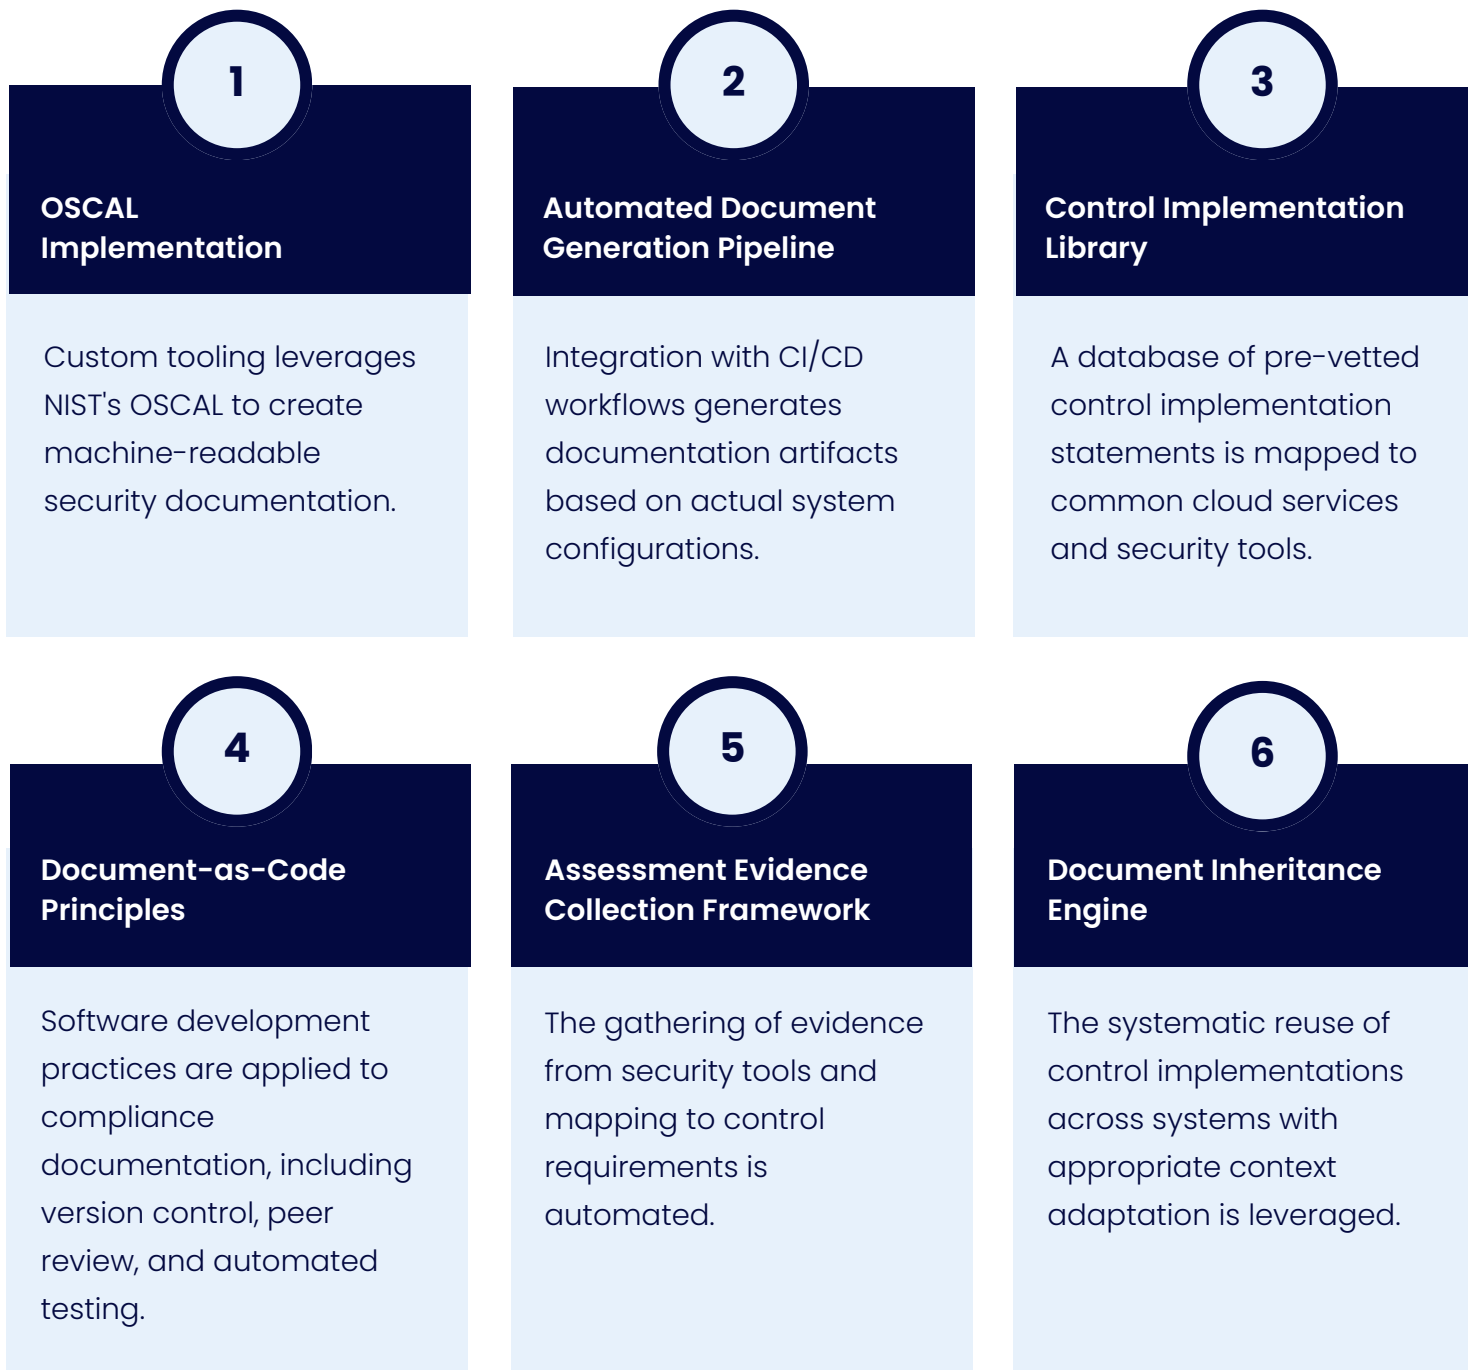 1
OSCAL
Implementation
Custom tooling leverages
NIST's OSCAL to create
machine-readable
security documentation.
2
Automated Document
Generation Pipeline
Integration with CI/CD
workflows generates
documentation artifacts
based on actual system
configurations.
3
Control Implementation
Library
A database of pre-vetted
control implementation
statements is mapped to
common cloud services
and security tools.
4
Document-as-Code
Principles
Software development
practices are applied to
compliance
documentation, including
version control, peer
review, and automated
testing.
5
Assessment Evidence
Collection Framework
The gathering of evidence
from security tools and
mapping to control
requirements is
automated.
6
Document Inheritance
Engine
The systematic reuse of
control implementations
across systems with
appropriate context
adaptation is leveraged.